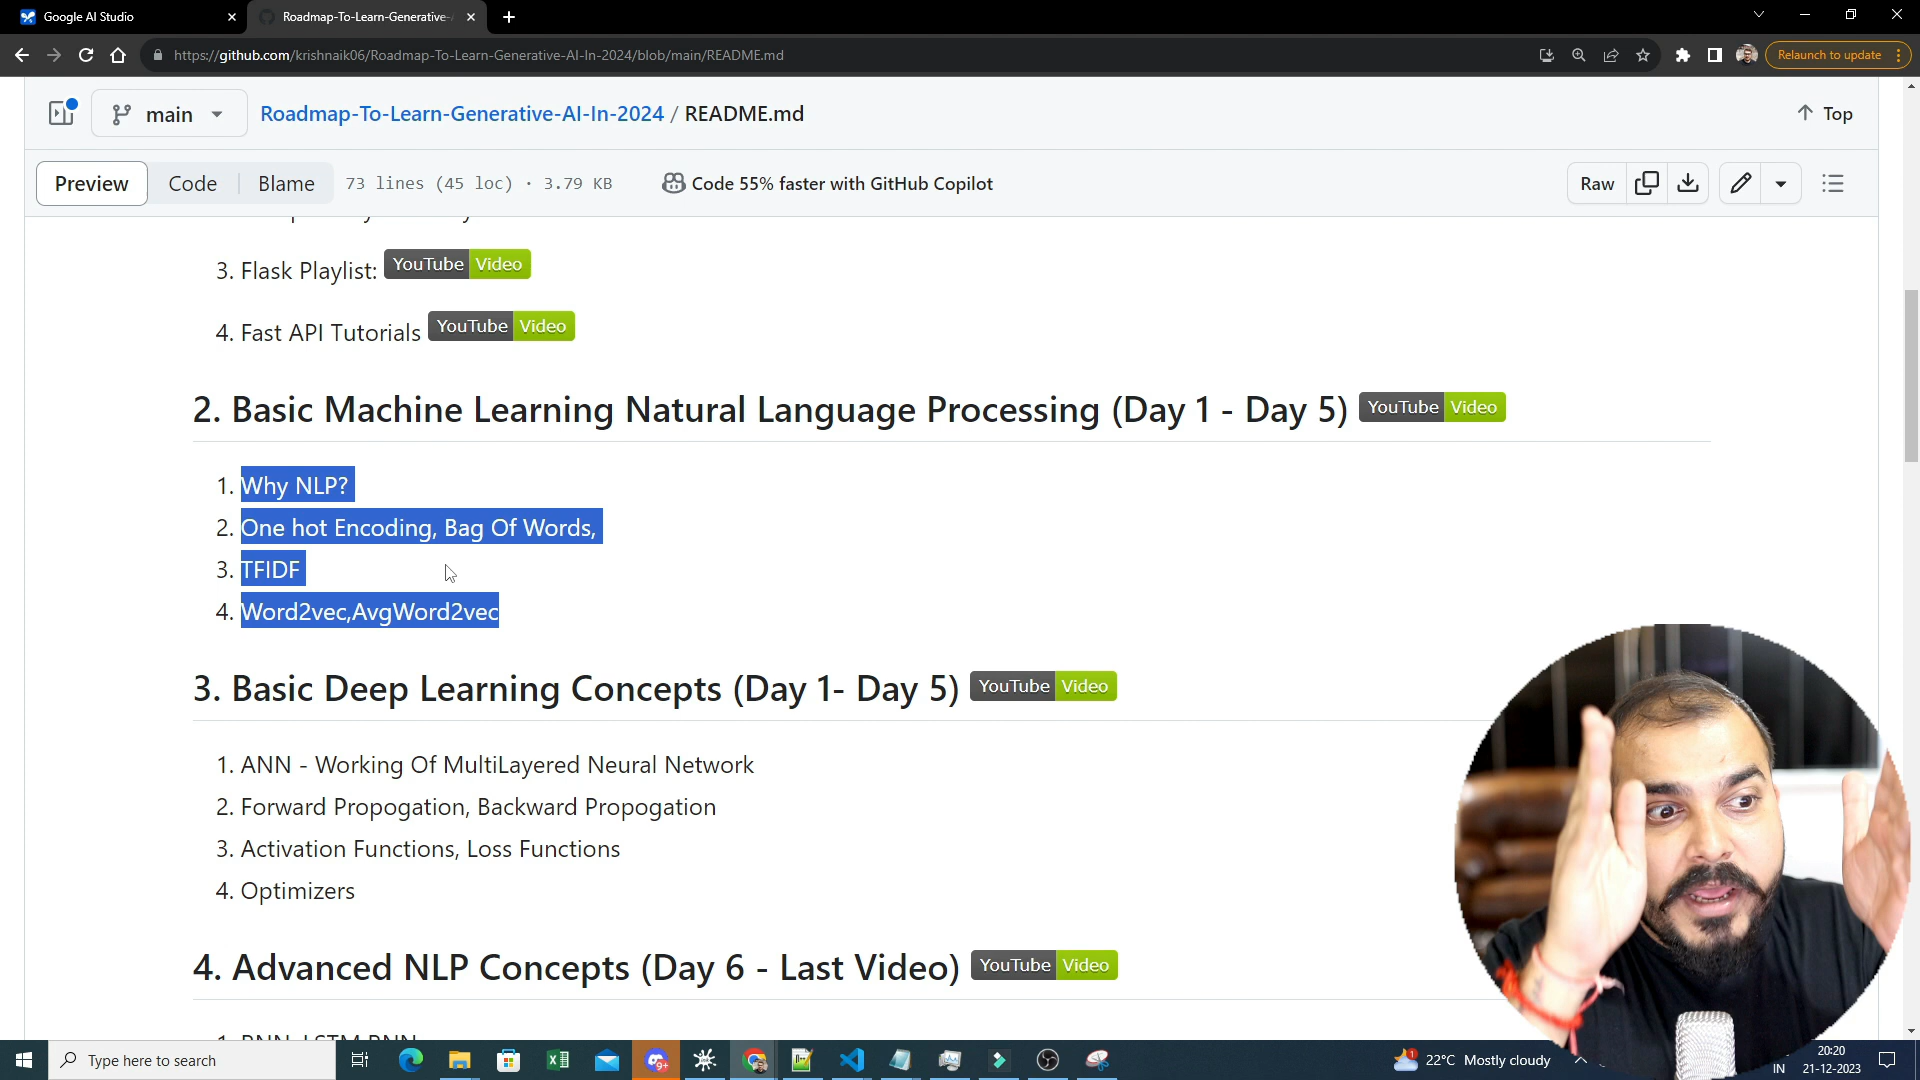 Google AI Studio
Roadmap-To-Learn-Generative-
https://github.com/krishnaik06/Roadmap-To-Learn-Generative-AI-In-2024/blob/main/README.md
Relaunch to update
main
Roadmap-To-Learn-Generative-AI-In-2024 / README.md
Top
Preview Code Blame 73 lines (45 loc) · 3.79 KB Code 55% faster with GitHub Copilot Raw
3. Flask Playlist: YouTube Video
4. Fast API Tutorials YouTube Video
2. Basic Machine Learning Natural Language Processing (Day 1 - Day 5) YouTube Video
1. Why NLP?
2. One hot Encoding, Bag Of Words,
3. TFIDF
4. Word2vec,AvgWord2vec
3. Basic Deep Learning Concepts (Day 1- Day 5) YouTube Video
1. ANN - Working Of MultiLayered Neural Network
2. Forward Propogation, Backward Propogation
3. Activation Functions, Loss Functions
4. Optimizers
4. Advanced NLP Concepts (Day 6 - Last Video) YouTube Video
Type here to search
9+
1
22°C Mostly cloudy
20:20
IN 21-12-2023